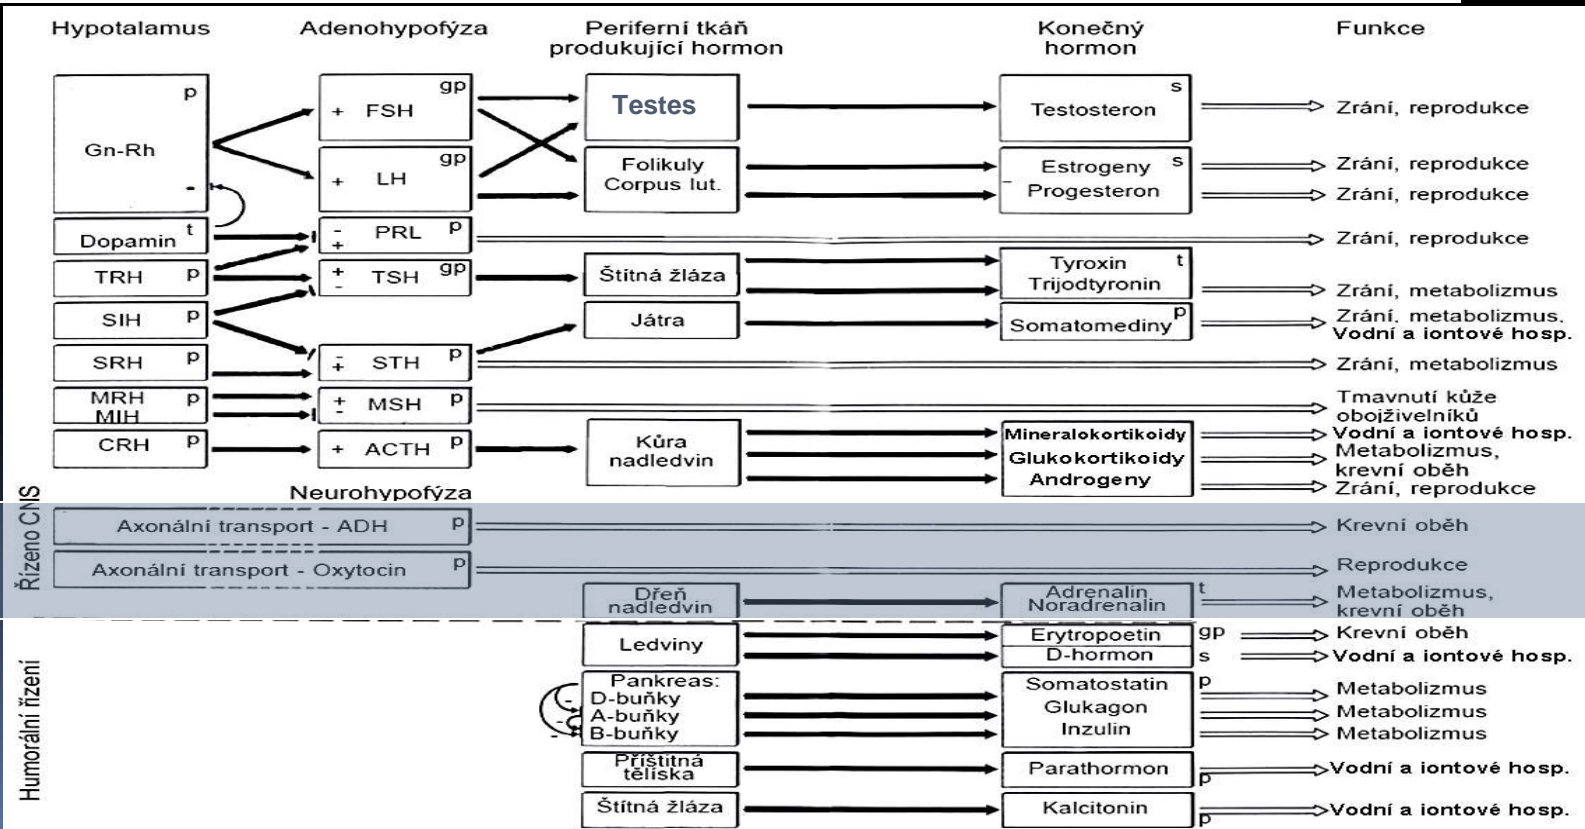 Hypotalamus
Adenohypofýza
Periferní tkáň
produkující hormon
Konečný
hormon
Funkce
p
Gn-Rh
-
gp
+ FSH
gp
+ LH
Testes
Folikuly
Corpus lut.
s
Testosteron
Estrogeny s
- Progesteron
Zrání, reprodukce
Zrání, reprodukce
Zrání, reprodukce
Dopamin t
- PRL p
+
Zrání, reprodukce
TRH p
+ TSH gp
-
Štítná žláza
Tyroxin t
Trijodtyronin
Zrání, metabolizmus
SIH p
Játra
Somatomediny p
Zrání, metabolizmus.
Vodní a iontové hosp.
SRH p
- STH p
+
Zrání, metabolizmus
MRH p
MIH
+ MSH p
-
Tmavnutí kůže
obojživelníků
CRH p
+ ACTH p
Kůra
nadledvin
Mineralokortikoidy
Glukokortikoidy
Androgeny
Vodní a iontové hosp.
Metabolizmus,
krevní oběh
Zrání, reprodukce
Neurohypofýza
Řízeno CNS
Axonální transport - ADH p
Krevní oběh
Axonální transport - Oxytocin p
Reprodukce
Dřeň
nadledvin
Adrenalin t
Noradrenalin
Metabolizmus,
krevní oběh
Humorální řízení
Ledviny
Erytropoetin gp
D-hormon s
Krevní oběh
Vodní a iontové hosp.
Pankreas:
- D-buňky
- A-buňky
- B-buňky
Somatostatin p
Glukagon
Inzulin
Metabolizmus
Metabolizmus
Metabolizmus
Příštitná
tělíska
Parathormon p
Vodní a iontové hosp.
Štítná žláza
Kalcitonin p
Vodní a iontové hosp.